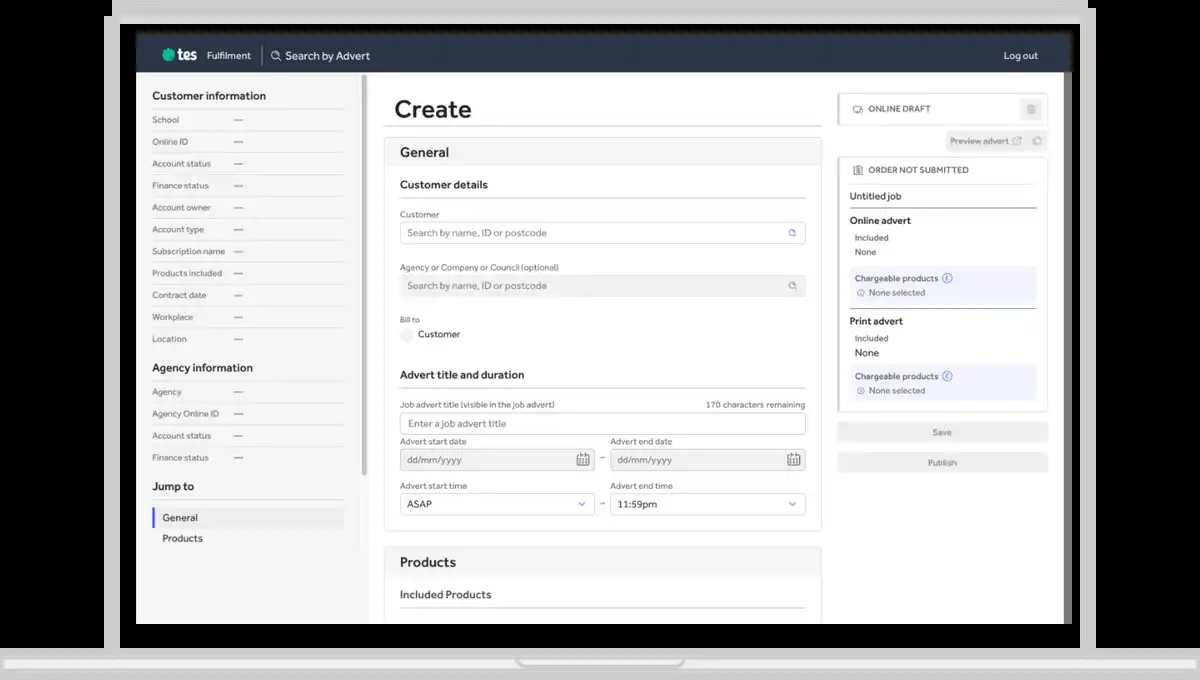 tes Fulfilment Search by Advert Log out
Customer information
School —
Online ID —
Account status —
Finance status —
Account owner —
Account type —
Subscription name —
Products included —
Contract date —
Workplace —
Location —
Agency information
Agency —
Agency Online ID —
Account status —
Finance status —
Jump to
General
Products
Create
General
Customer details
Customer
Search by name, ID or postcode
Agency or Company or Council (optional)
Search by name, ID or postcode
Bill to
Customer
Advert title and duration
Job advert title (visible in the job advert) 170 characters remaining
Enter a job advert title
Advert start date Advert end date
dd/mm/yyyy – dd/mm/yyyy
Advert start time Advert end time
ASAP – 11:59pm
Products
Included Products
ONLINE DRAFT
Preview advert
ORDER NOT SUBMITTED
Untitled job
Online advert
Included
None
Chargeable products £
None selected
Print advert
Included
None
Chargeable products £
None selected
Save
Publish